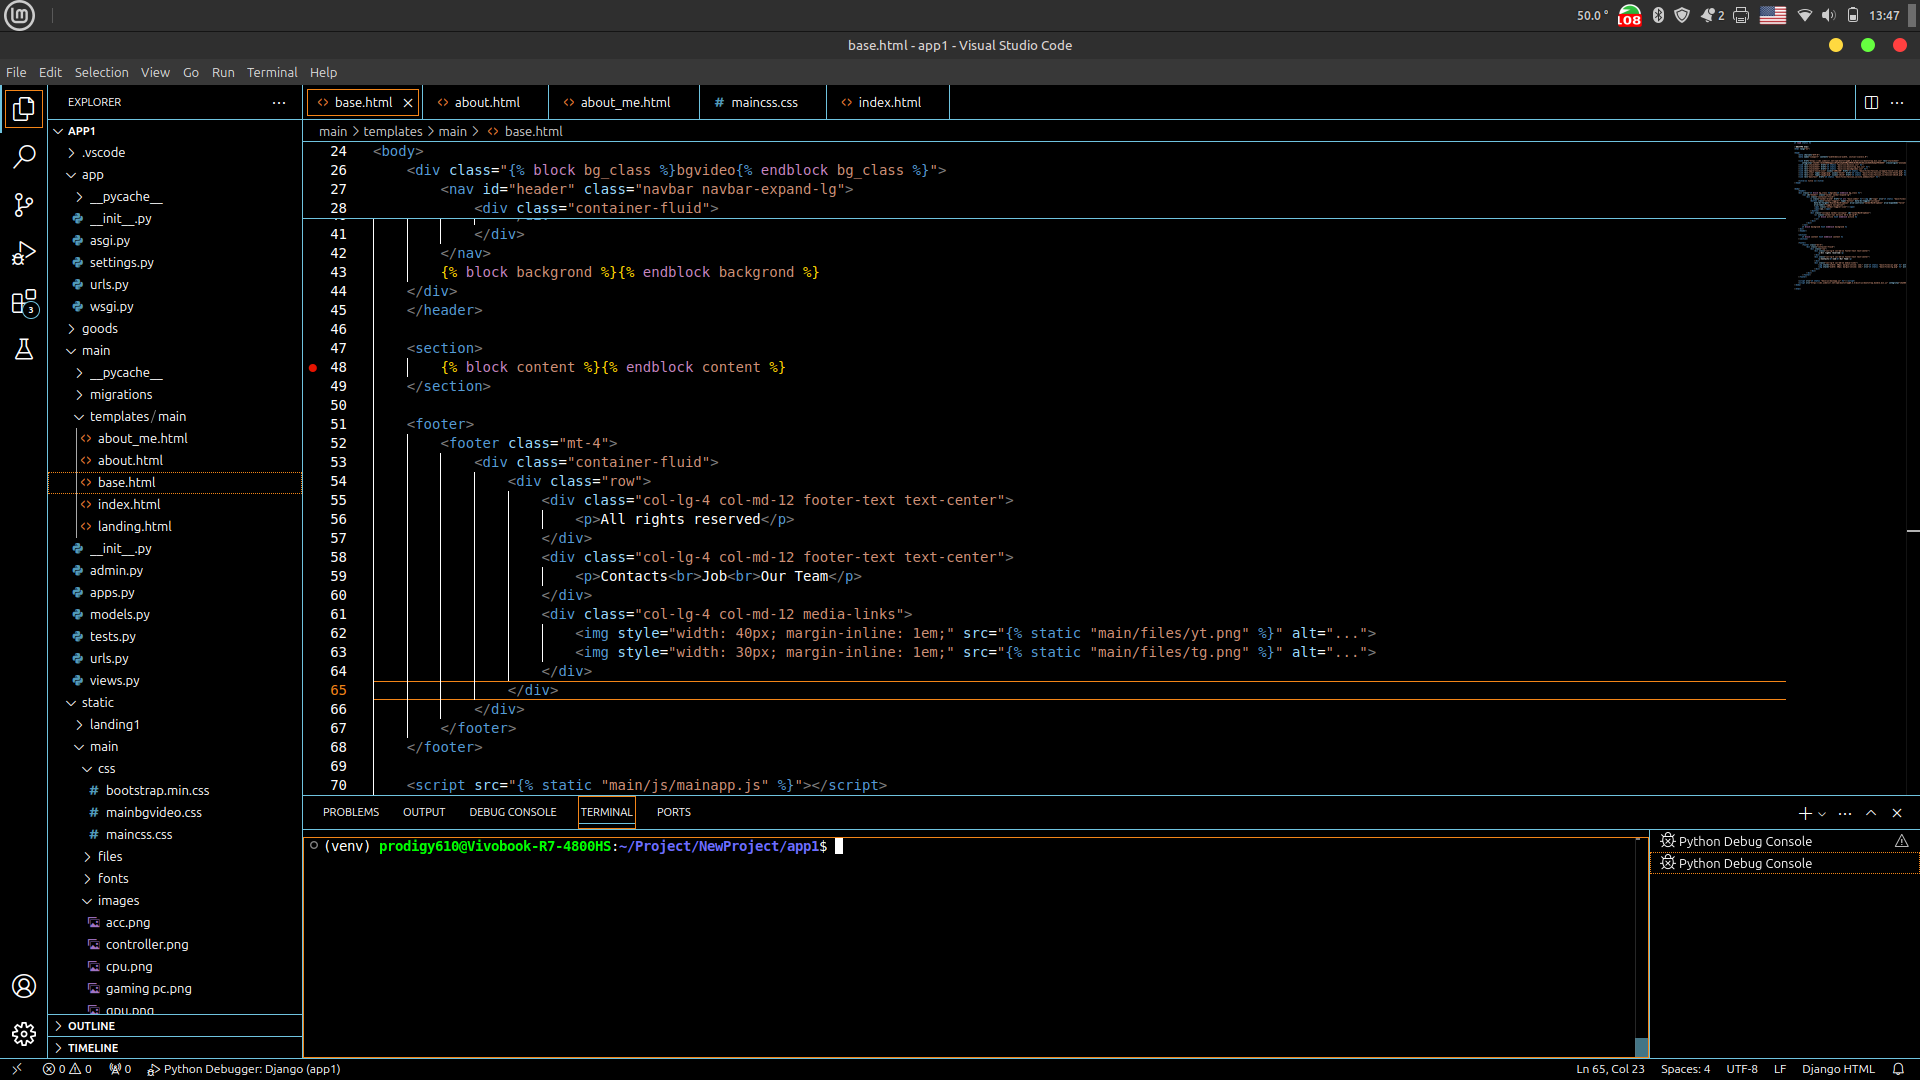 50.0 °
108
2
13:47
base.html - app1 - Visual Studio Code
File Edit Selection View Go Run Terminal Help
EXPLORER
APP1
.vscode
app
__pycache__
__init__.py
asgi.py
settings.py
urls.py
wsgi.py
goods
main
__pycache__
migrations
templates / main
about_me.html
about.html
base.html
index.html
landing.html
__init__.py
admin.py
apps.py
models.py
tests.py
urls.py
views.py
static
landing1
main
css
bootstrap.min.css
mainbgvideo.css
maincss.css
files
fonts
images
acc.png
controller.png
cpu.png
gaming pc.png
gpu.png
OUTLINE
TIMELINE
3
base.html about.html about_me.html # maincss.css index.html
main > templates > main > base.html
24 <body>
26 <div class="{% block bg_class %}bgvideo{% endblock bg_class %}">
27 <nav id="header" class="navbar navbar-expand-lg">
28 <div class="container-fluid">
41 </div>
42 </nav>
43 {% block backgrond %}{% endblock backgrond %}
44 </div>
45 </header>
46
47 <section>
48 {% block content %}{% endblock content %}
49 </section>
50
51 <footer>
52 <footer class="mt-4">
53 <div class="container-fluid">
54 <div class="row">
55 <div class="col-lg-4 col-md-12 footer-text text-center">
56 <p>All rights reserved</p>
57 </div>
58 <div class="col-lg-4 col-md-12 footer-text text-center">
59 <p>Contacts<br>Job<br>Our Team</p>
60 </div>
61 <div class="col-lg-4 col-md-12 media-links">
62 <img style="width: 40px; margin-inline: 1em;" src="{% static "main/files/yt.png" %}" alt="...">
63 <img style="width: 30px; margin-inline: 1em;" src="{% static "main/files/tg.png" %}" alt="...">
64 </div>
65 </div>
66 </div>
67 </footer>
68 </footer>
69
70 <script src="{% static "main/js/mainapp.js" %}"></script>
PROBLEMS OUTPUT DEBUG CONSOLE TERMINAL PORTS
(venv) prodigy610@Vivobook-R7-4800HS:~/Project/NewProject/app1$
Python Debug Console
Python Debug Console
0 0 0 Python Debugger: Django (app1)
Ln 65, Col 23 Spaces: 4 UTF-8 LF Django HTML